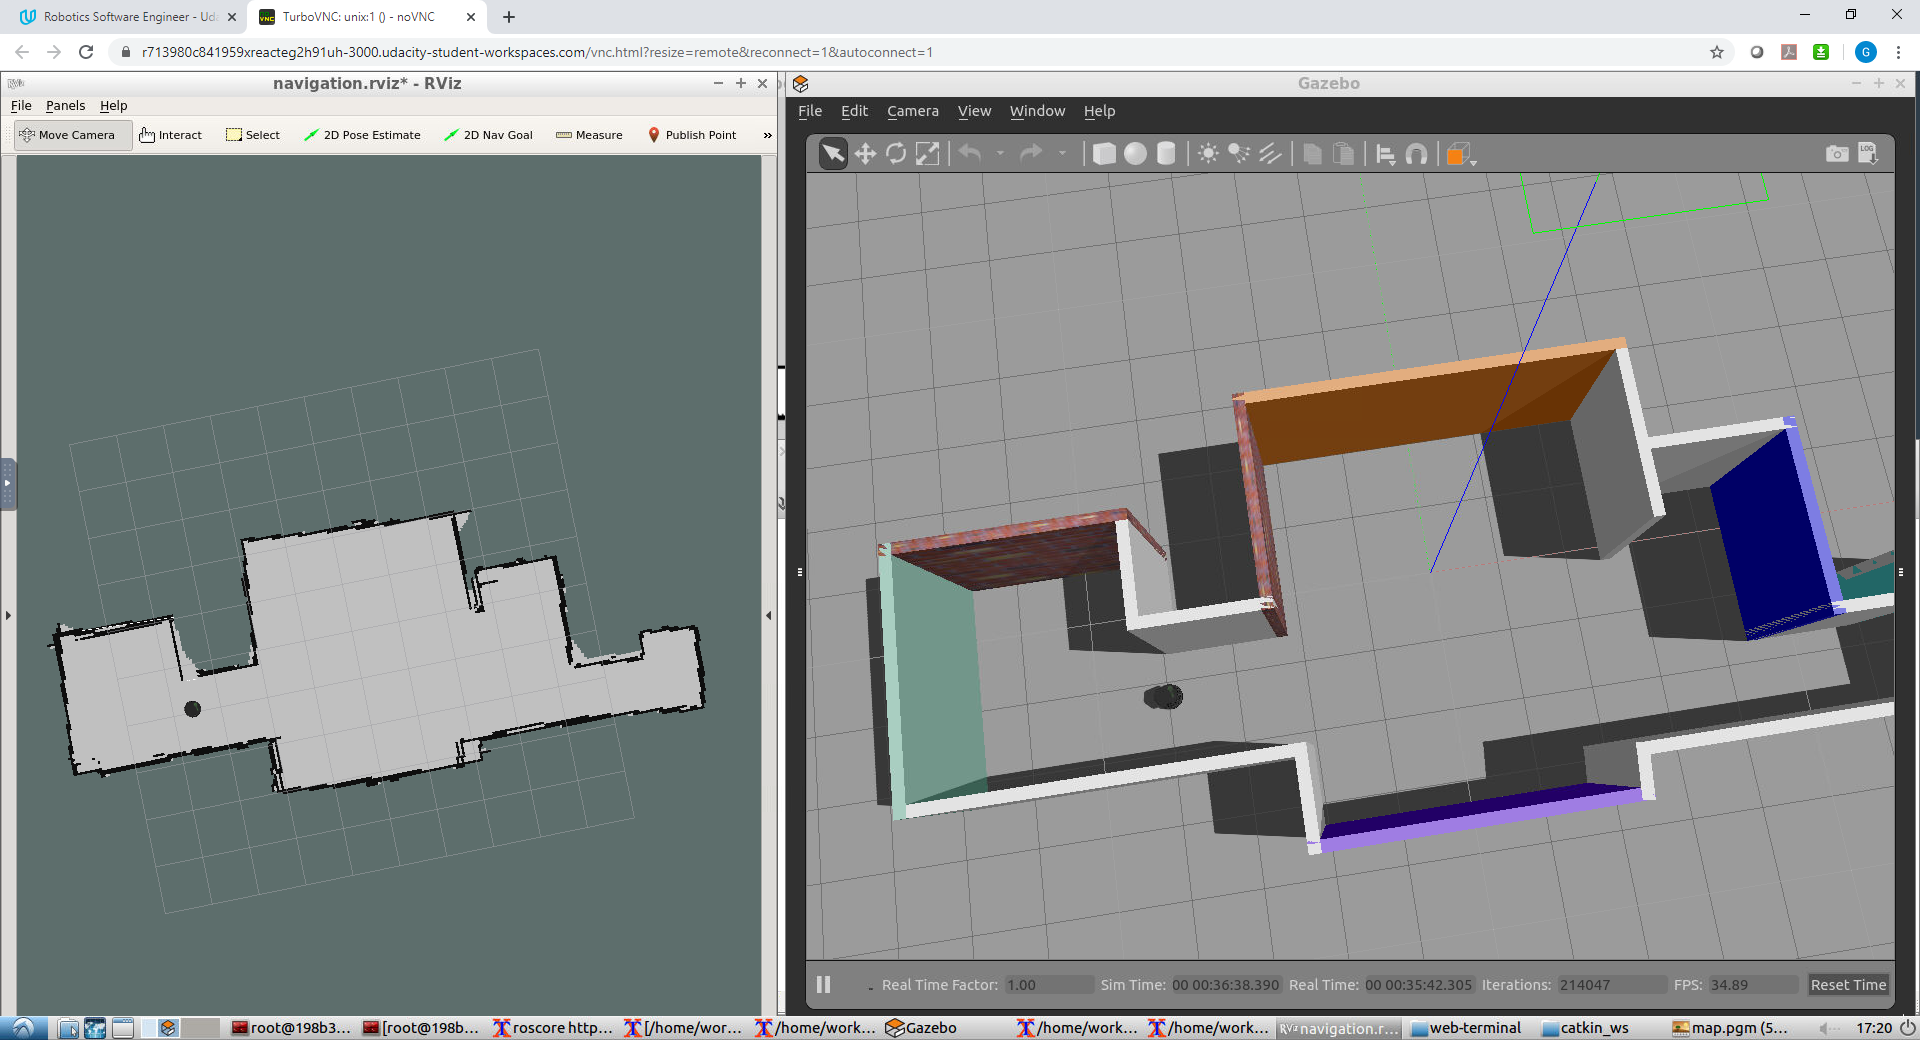 Robotics Software Engineer - Ud
TurboVNC: unix:1 () - noVNC
r713980c841959xreacteg2h91uh-3000.udacity-student-workspaces.com/vnc.html?resize=remote&reconnect=1&autoconnect=1
G
RViz
navigation.rviz* - RViz
File Panels Help
Move Camera Interact Select 2D Pose Estimate 2D Nav Goal Measure Publish Point »
Gazebo
File Edit Camera View Window Help
LOG
Real Time Factor: 1.00 Sim Time: 00 00:36:38.390 Real Time: 00 00:35:42.305 Iterations: 214047 FPS: 34.89 Reset Time
root@198b3... [root@198b... roscore http... [/home/wor... /home/work... Gazebo /home/work... /home/work... RViz navigation.r... web-terminal catkin_ws map.pgm (5... 17:20